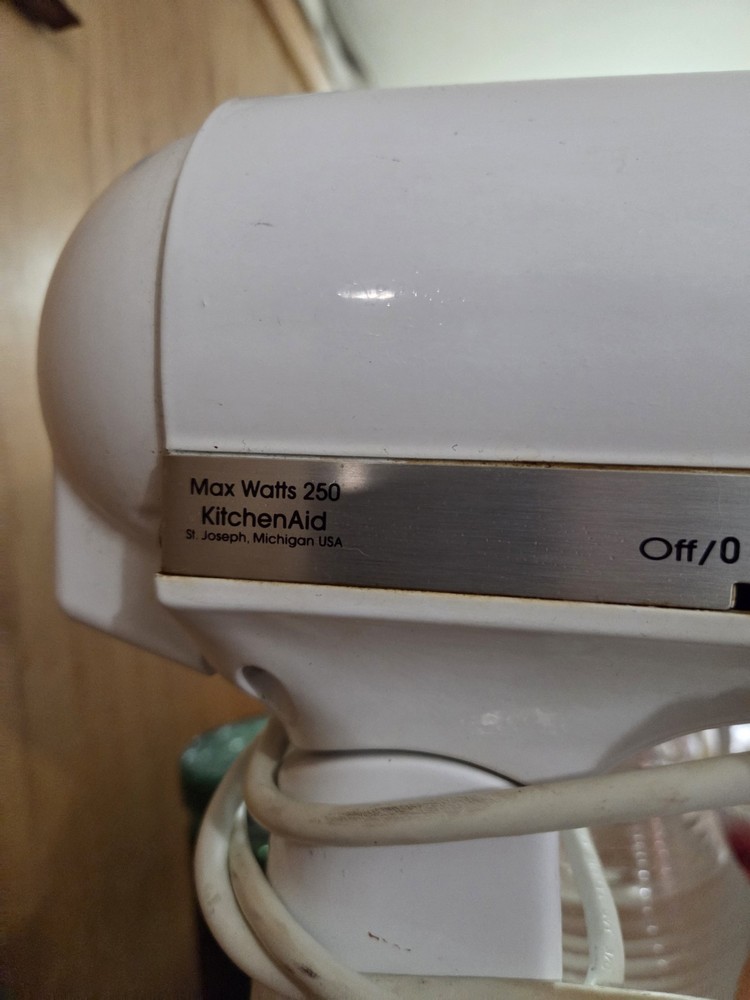 Max Watts 250
KitchenAid
St. Joseph, Michigan USA
Off/0